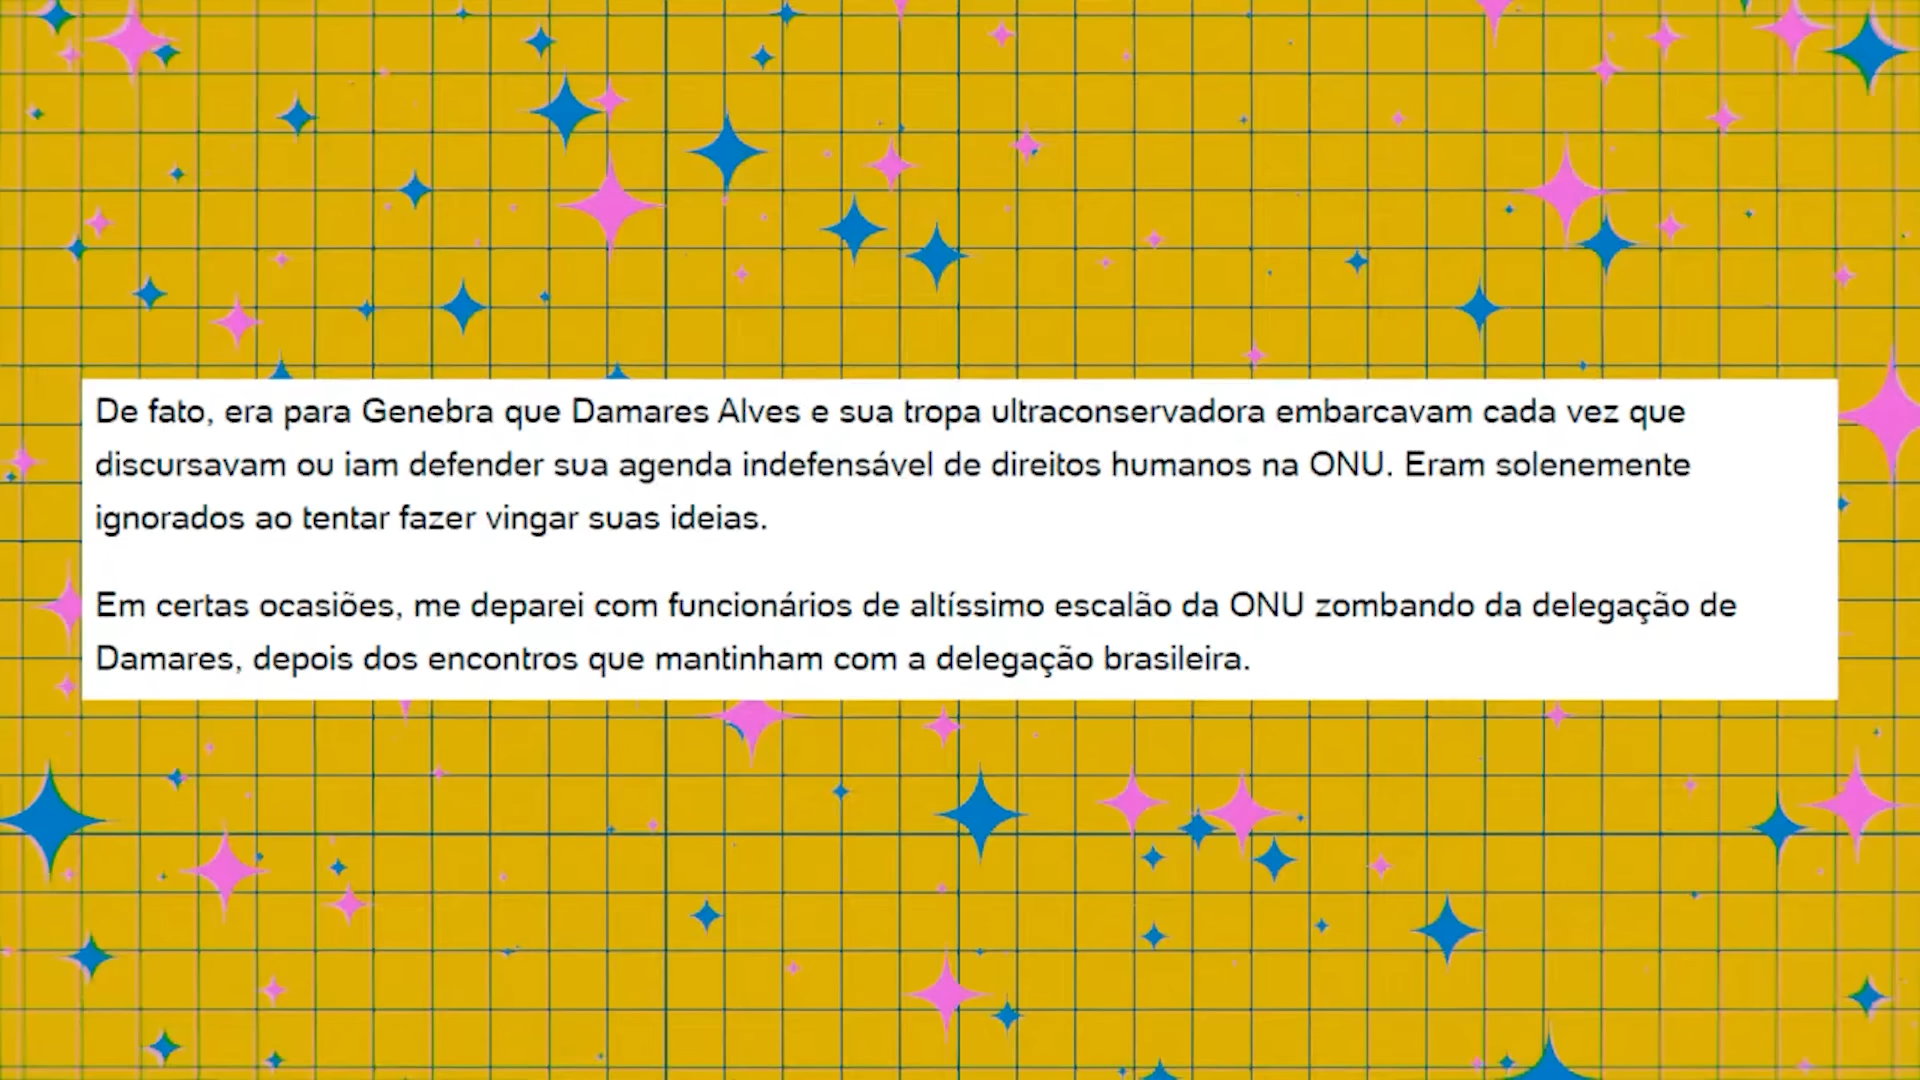 De fato, era para Genebra que Damares Alves e sua tropa ultraconservadora embarcavam cada vez que
discursavam ou iam defender sua agenda indefensável de direitos humanos na ONU. Eram solenemente
ignorados ao tentar fazer vingar suas ideias.
Em certas ocasiões, me deparei com funcionários de altíssimo escalão da ONU zombando da delegação de
Damares, depois dos encontros que mantinham com a delegação brasileira.